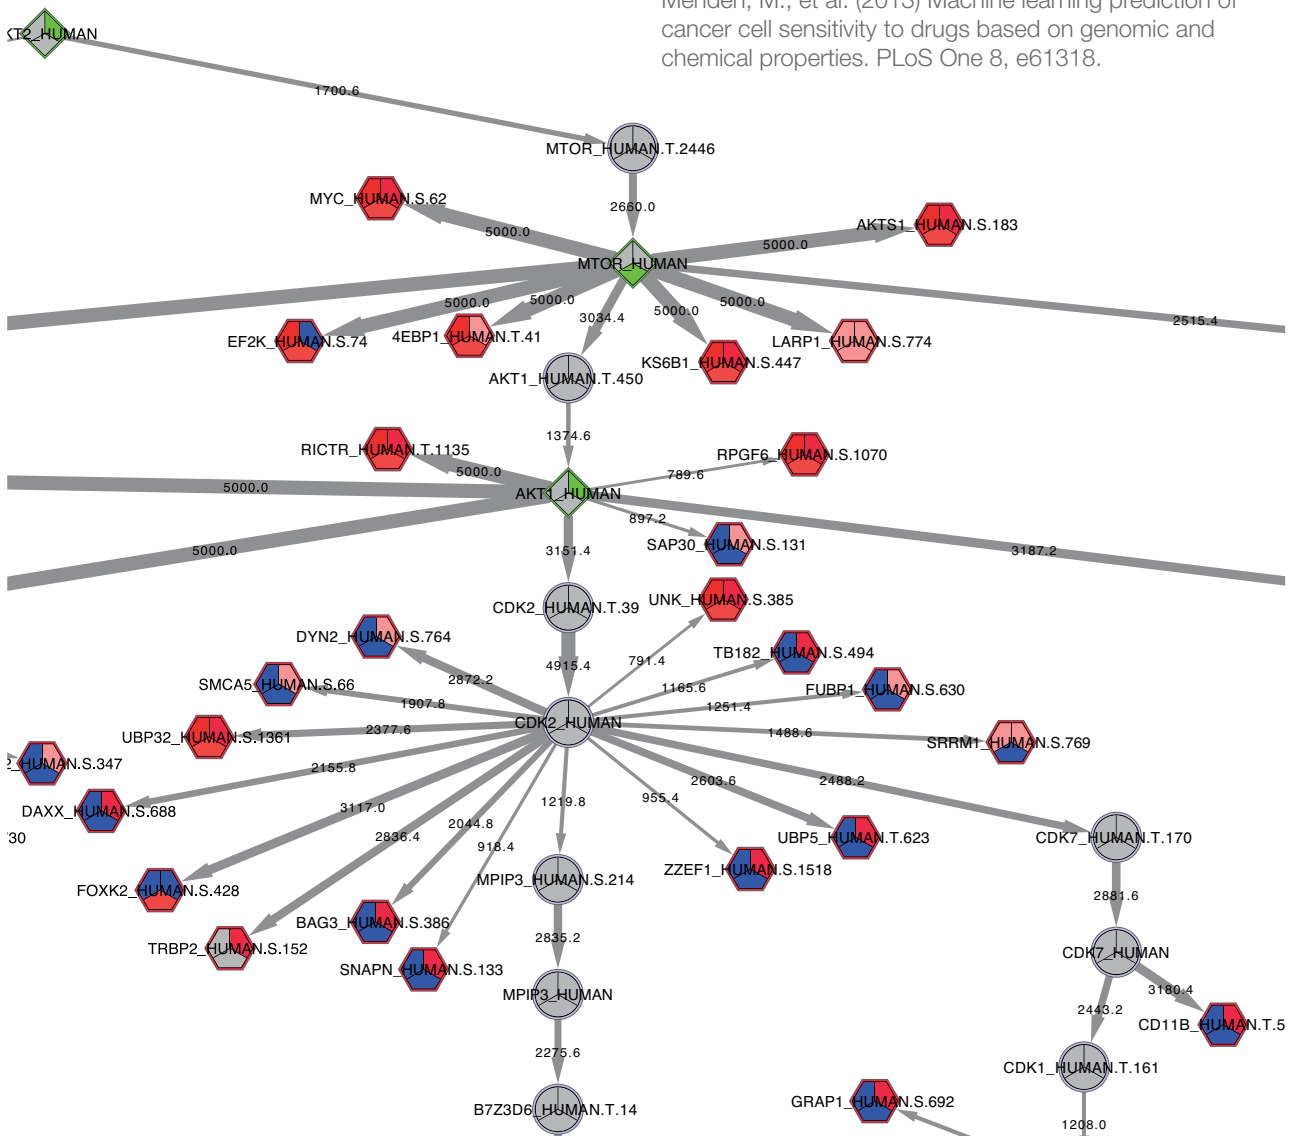 cancer cell sensitivity to drugs based on genomic and
chemical properties. PLoS One 8, e61318.
KT2_HUMAN
1700.6
MTOR_HUMAN.T.2446
MYC_HUMAN.S.62
2660.0
AKTS1_HUMAN.S.183
5000.0
5000.0
MTOR_HUMAN
5000.0
5000.0
5000.0
5000.0
3034.4
2515.4
EF2K_HUMAN.S.74
4EBP1_HUMAN.T.41
KS6B1_HUMAN.S.447
LARP1_HUMAN.S.774
AKT1_HUMAN.T.450
1374.6
RICTR_HUMAN.T.1135
RPGF6_HUMAN.S.1070
5000.0
789.6
5000.0
AKT1_HUMAN
897.2
5000.0
3151.4
SAP30_HUMAN.S.131
3187.2
CDK2_HUMAN.T.39
UNK_HUMAN.S.385
DYN2_HUMAN.S.764
TB182_HUMAN.S.494
4915.4
791.4
2872.2
1165.6
SMCA5_HUMAN.S.66
FUBP1_HUMAN.S.630
1907.8
1251.4
CDK2_HUMAN
UBP32_HUMAN.S.1361
2377.6
1488.6
SRRM1_HUMAN.S.769
2_HUMAN.S.347
2155.8
2603.6
2488.2
DAXX_HUMAN.S.688
3117.0
1219.8
955.4
730
2836.4
2044.8
918.4
UBP5_HUMAN.T.623
CDK7_HUMAN.T.170
ZZEF1_HUMAN.S.1518
FOXK2_HUMAN.S.428
MPIP3_HUMAN.S.214
2881.6
BAG3_HUMAN.S.386
TRBP2_HUMAN.S.152
2835.2
CDK7_HUMAN
SNAPN_HUMAN.S.133
MPIP3_HUMAN
3180.4
2443.2
CD11B_HUMAN.T.5
2275.6
CDK1_HUMAN.T.161
B7Z3D6_HUMAN.T.14
GRAP1_HUMAN.S.692
1208.0